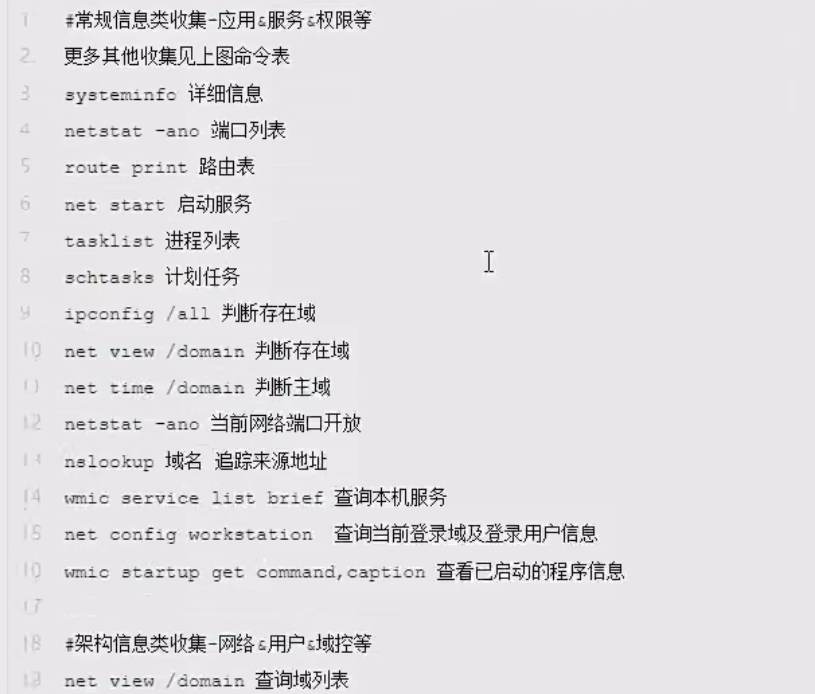 1 #常规信息类收集-应用&服务&权限等
2 更多其他收集见上图命令表
3 systeminfo 详细信息
4 netstat -ano 端口列表
5 route print 路由表
6 net start 启动服务
7 tasklist 进程列表
8 schtasks 计划任务
9 ipconfig /all 判断存在域
10 net view /domain 判断存在域
11 net time /domain 判断主域
12 netstat -ano 当前网络端口开放
13 nslookup 域名 追踪来源地址
14 wmic service list brief 查询本机服务
15 net config workstation 查询当前登录域及登录用户信息
16 wmic startup get command,caption 查看已启动的程序信息
17
18 #架构信息类收集-网络&用户&域控等
19 net view /domain 查询域列表